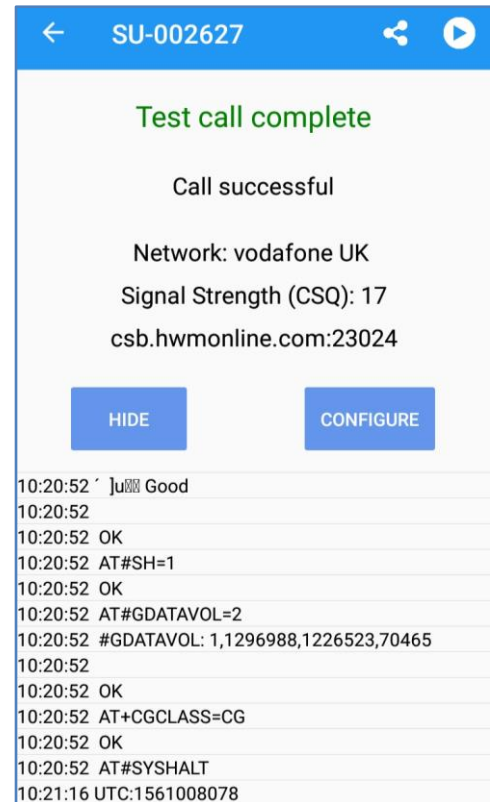 SU-002627
Test call complete
Call successful
Network: vodafone UK
Signal Strength (CSQ): 17
csb.hwmonline.com:23024
HIDE
CONFIGURE
10:20:52 ´ ]u Good
10:20:52
10:20:52 OK
10:20:52 AT#SH=1
10:20:52 OK
10:20:52 AT#GDATAVOL=2
10:20:52 #GDATAVOL: 1,1296988,1226523,70465
10:20:52
10:20:52 OK
10:20:52 AT+CGCLASS=CG
10:20:52 OK
10:20:52 AT#SYSHALT
10:21:16 UTC:1561008078